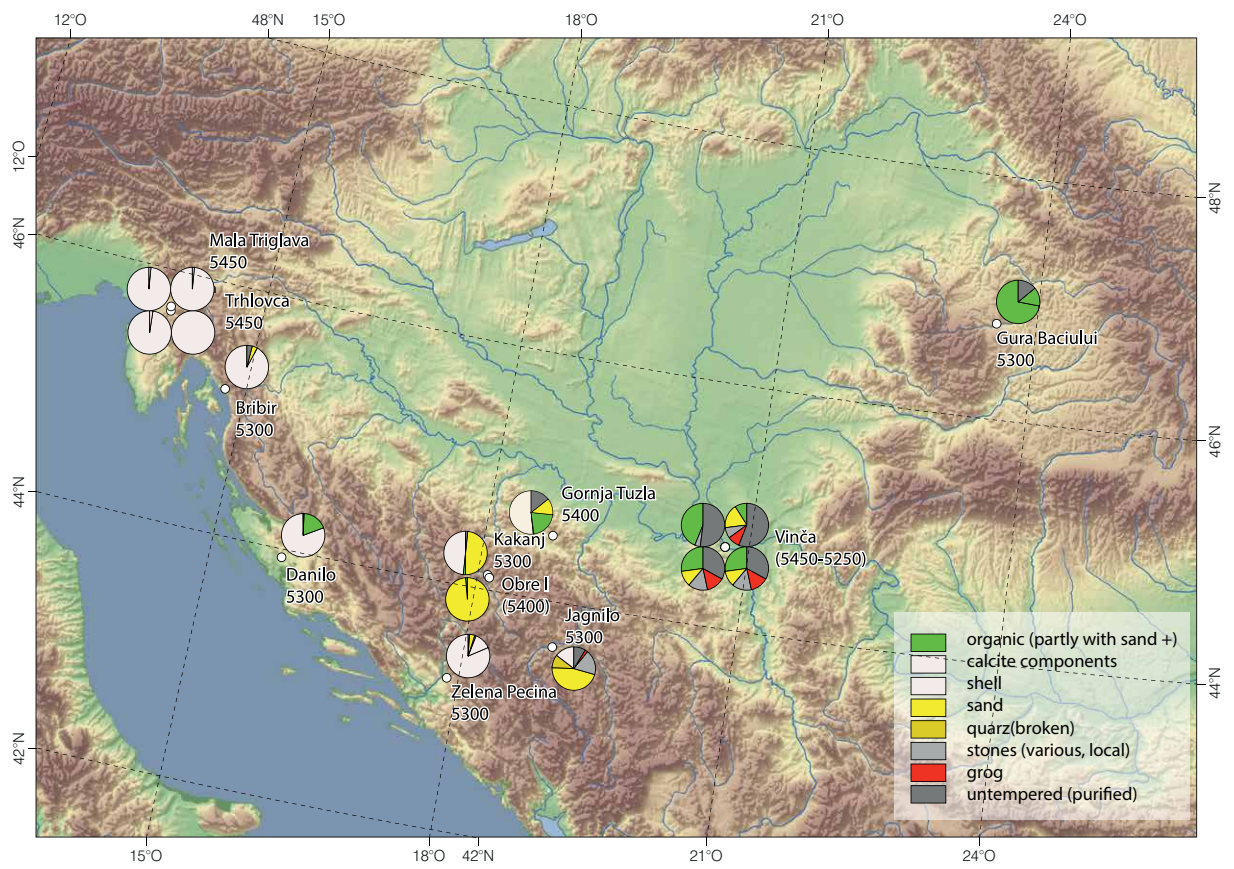 12°O
48°N
15°O
18°O
21°O
24°O
12°O
46°N
44°N
42°N
48°N
46°N
44°N
Mala Triglava
5450
Trhlovca
5450
Bribir
5300
Gura Baciului
5300
Gornja Tuzla
5400
Kakanj
5300
Vinča
(5450-5250)
Danilo
5300
Obre I
(5400)
Jagnilo
5300
Zelena Pecina
5300
organic (partly with sand +)
calcite components
shell
sand
quarz(broken)
stones (various, local)
grog
untempered (purified)
15°O
18°O
42°N
21°O
24°O